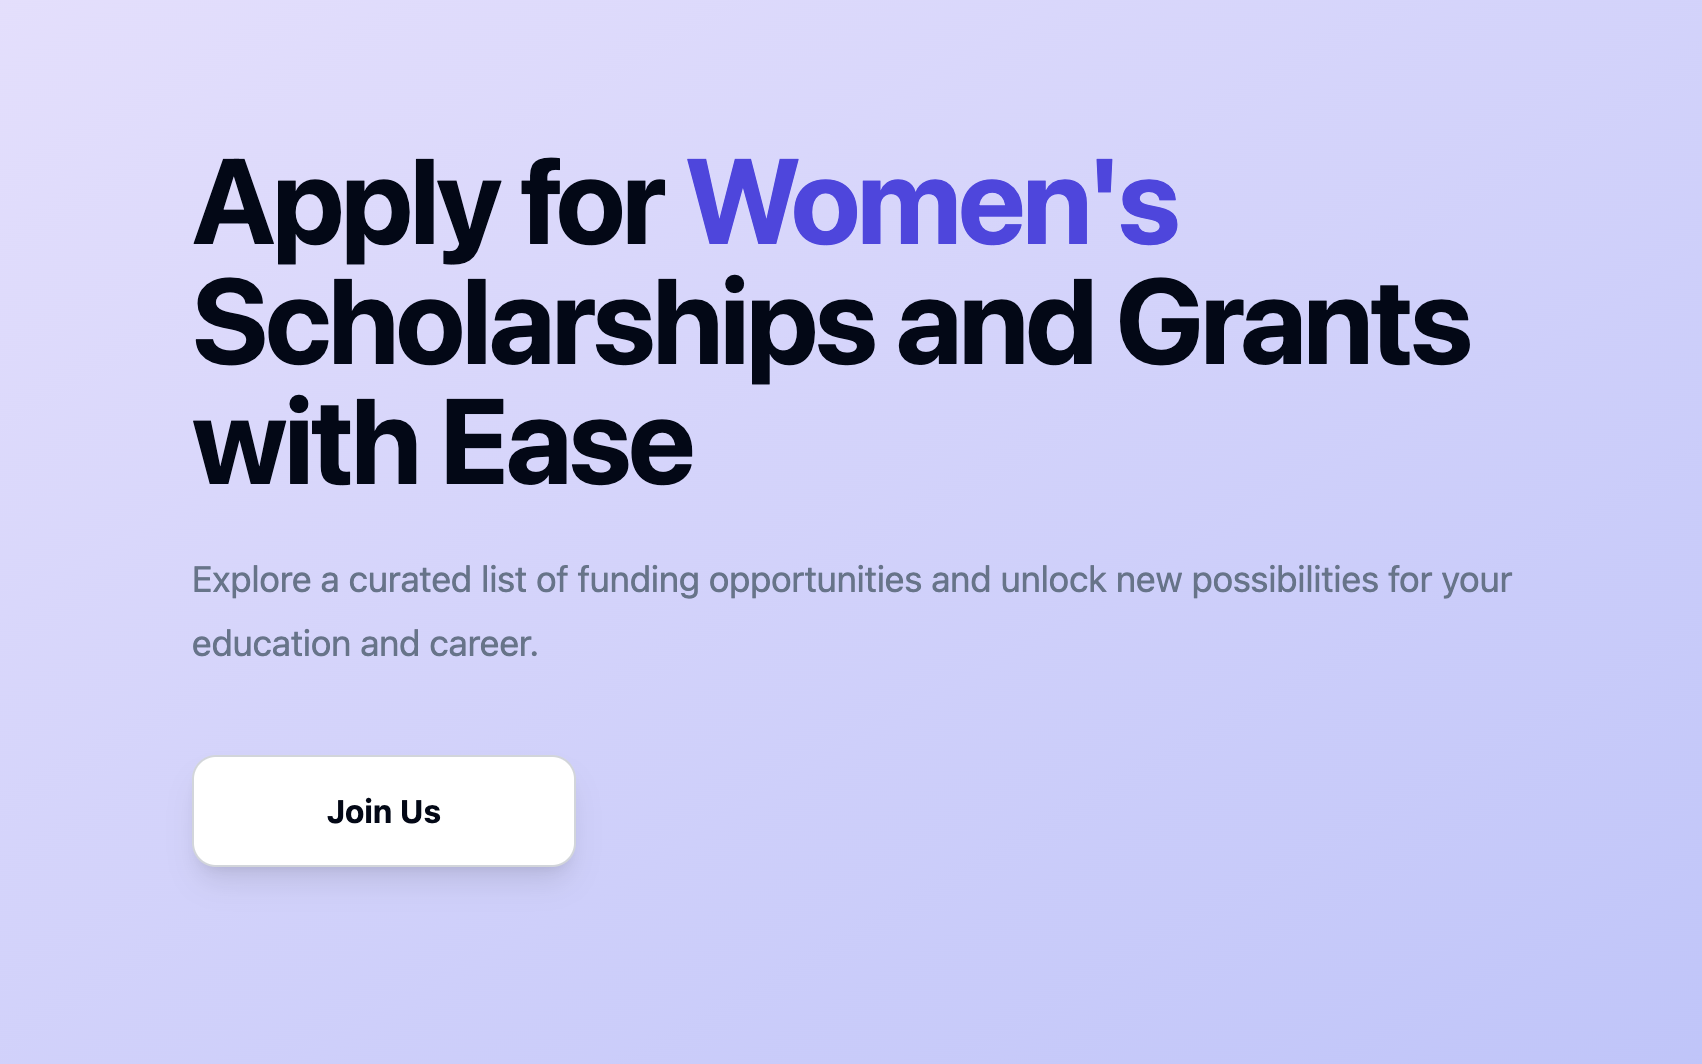 Apply for Women's
Scholarships and Grants
with Ease
Explore a curated list of funding opportunities and unlock new possibilities for your
education and career.
Join Us